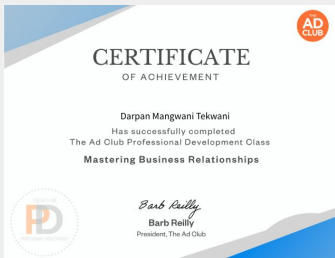 THE
AD
CLUB
CERTIFICATE
OF ACHIEVEMENT
Darpan Mangwani Tekwani
Has successfully completed
The Ad Club Professional Development Class
Mastering Business Relationships
PD
Barb Reilly
Barb Reilly
President, The Ad Club